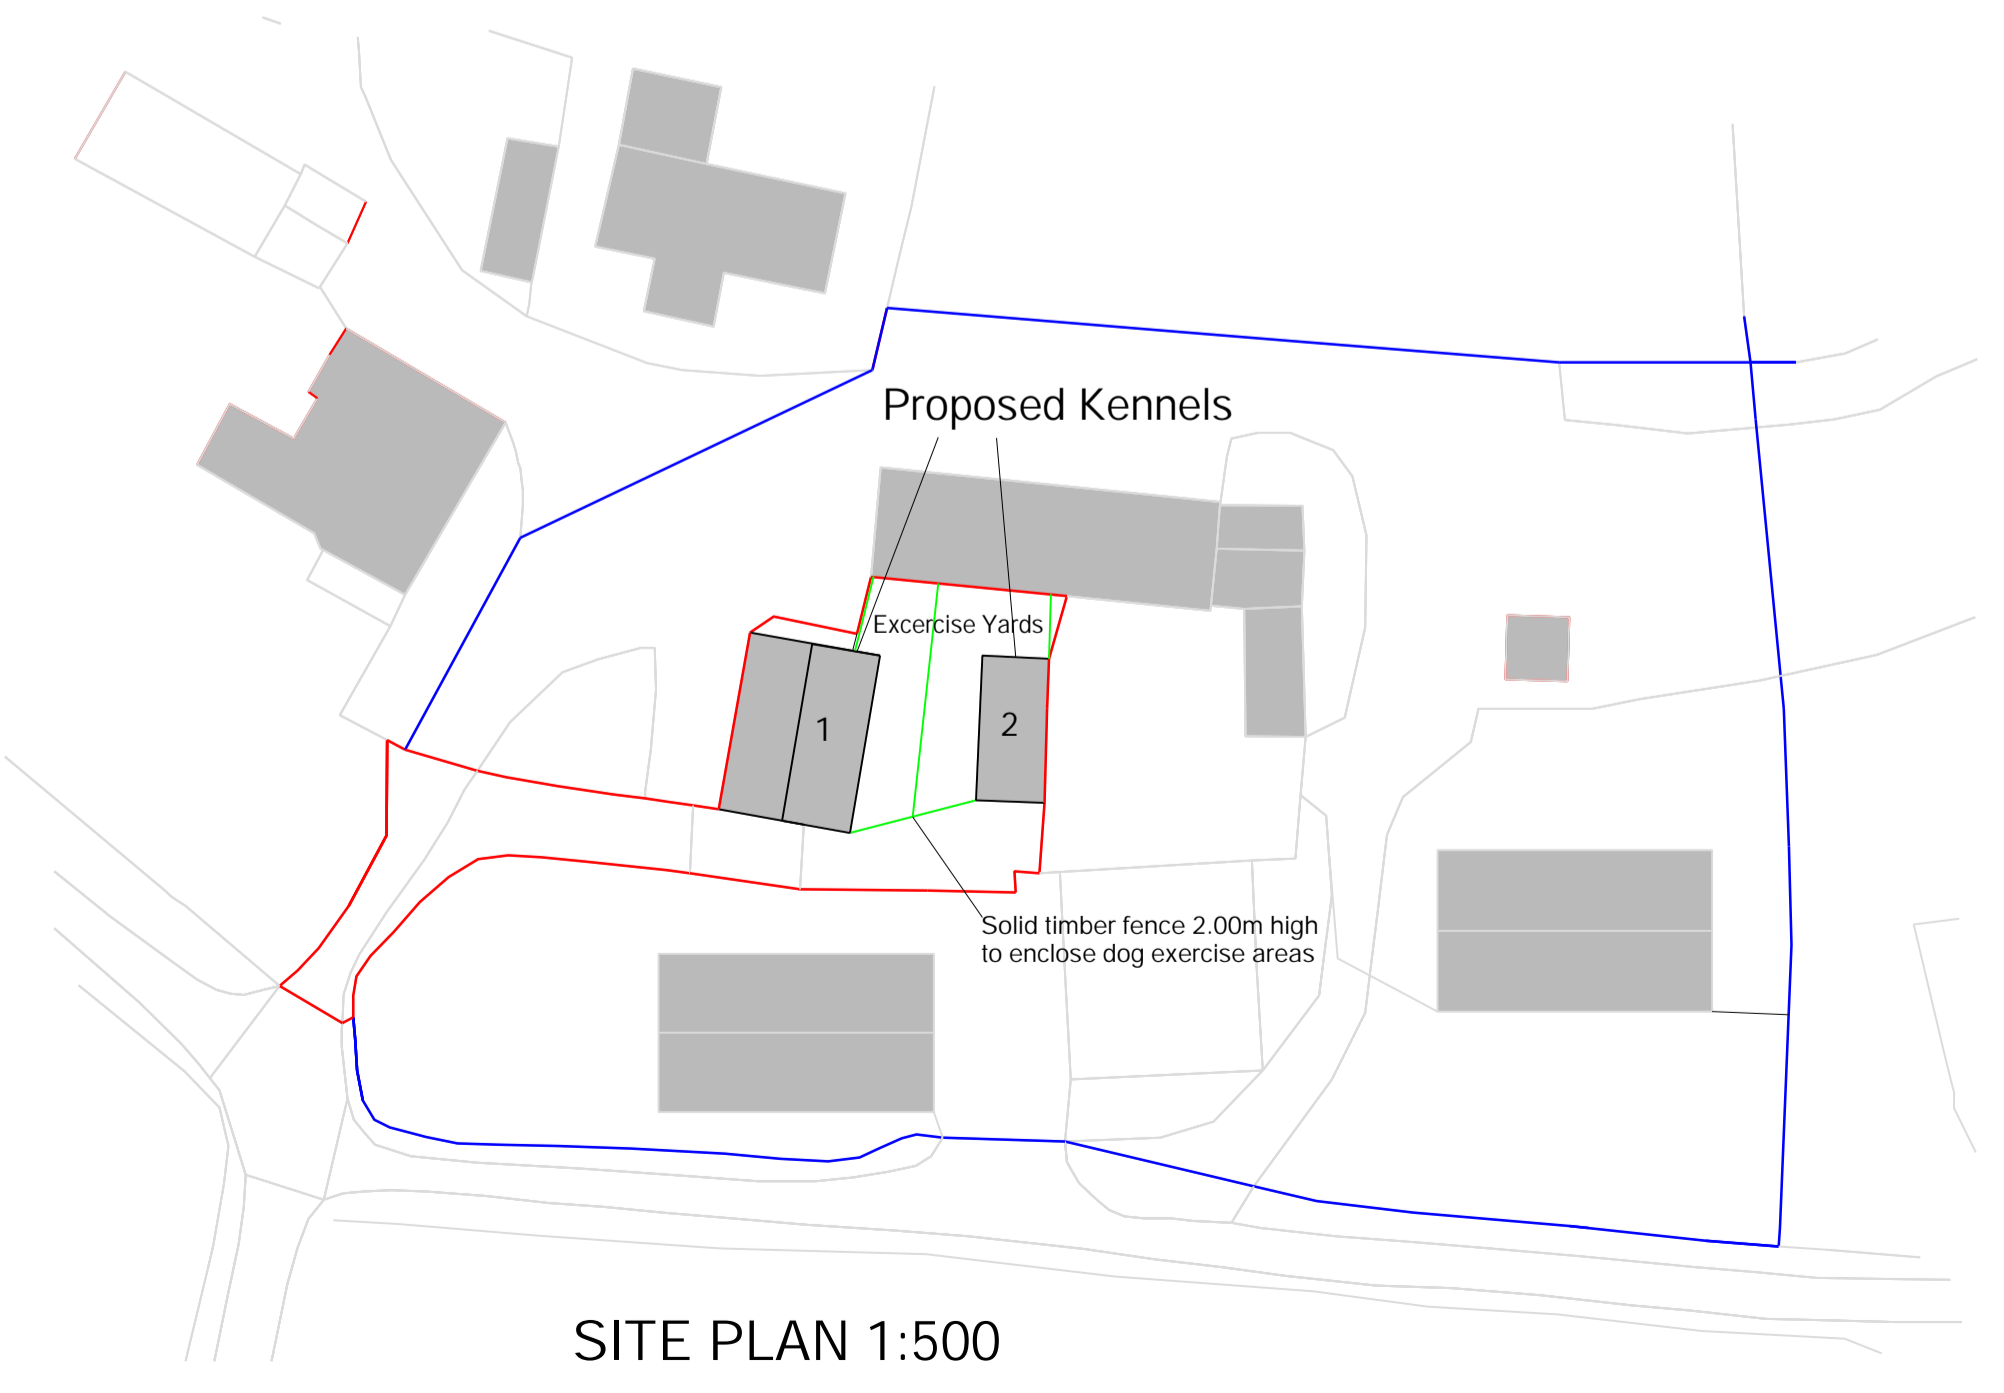 Proposed Kennels
Excercise Yards
1
2
Solid timber fence 2.00m high
to enclose dog exercise areas
SITE PLAN 1:500